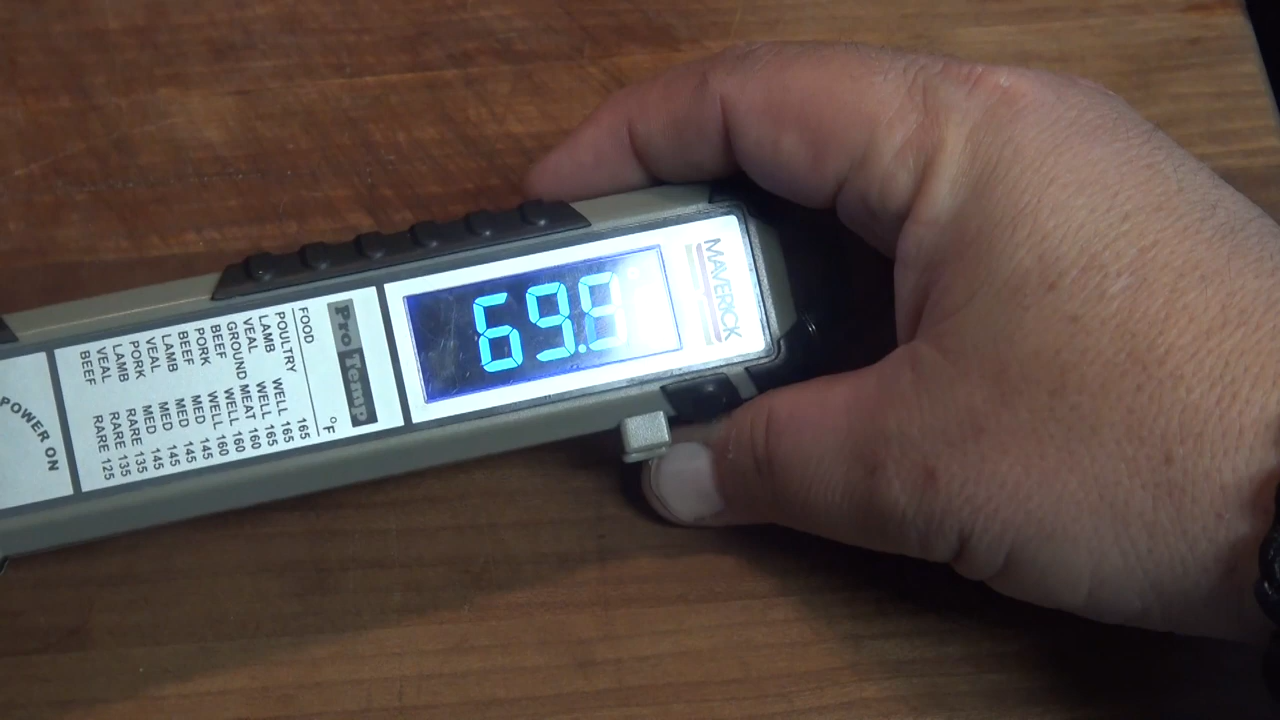 MAVERICK
69.8
Pro Temp
FOOD °F
POULTRY 165
LAMB WELL 165
VEAL WELL 165
GROUND MEAT 160
BEEF WELL 160
PORK WELL 160
BEEF MED 145
LAMB MED 145
VEAL MED 145
PORK MED 145
LAMB RARE 135
VEAL RARE 135
BEEF RARE 125
POWER ON